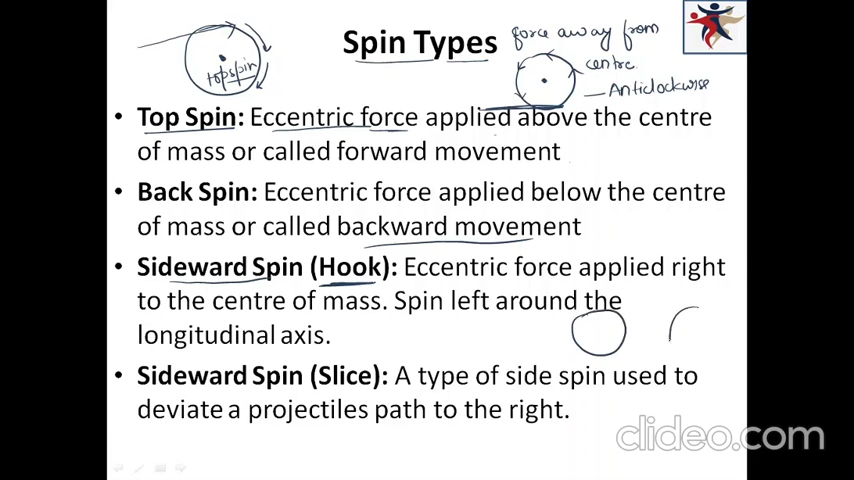 Spin Types
force away from
centre.
— Anticlockwise
top spin
• Top Spin: Eccentric force applied above the centre
of mass or called forward movement
• Back Spin: Eccentric force applied below the centre
of mass or called backward movement
• Sideward Spin (Hook): Eccentric force applied right
to the centre of mass. Spin left around the
longitudinal axis.
• Sideward Spin (Slice): A type of side spin used to
deviate a projectiles path to the right.
clideo.com